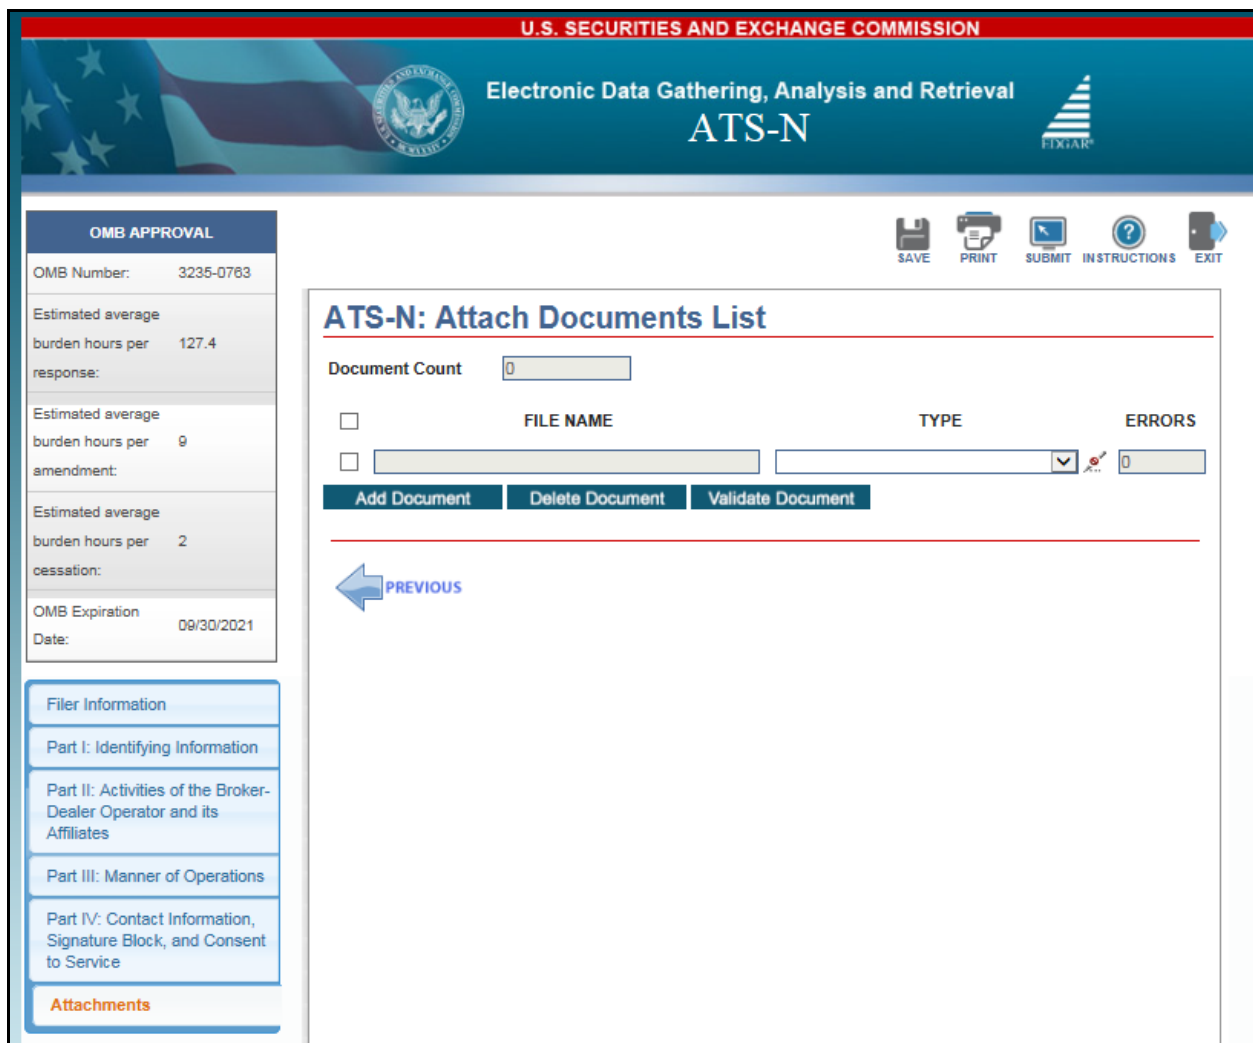 U.S. SECURITIES AND EXCHANGE COMMISSION
Electronic Data Gathering, Analysis and Retrieval
ATS-N
EDGAR®
OMB APPROVAL
OMB Number: 3235-0763
Estimated average
burden hours per 127.4
response:
Estimated average
burden hours per 9
amendment:
Estimated average
burden hours per 2
cessation:
OMB Expiration
Date: 09/30/2021
Filer Information
Part I: Identifying Information
Part II: Activities of the Broker-
Dealer Operator and its
Affiliates
Part III: Manner of Operations
Part IV: Contact Information,
Signature Block, and Consent
to Service
Attachments
SAVE PRINT SUBMIT INSTRUCTIONS EXIT
ATS-N: Attach Documents List
Document Count 0
FILE NAME TYPE ERRORS
0
Add Document Delete Document Validate Document
PREVIOUS